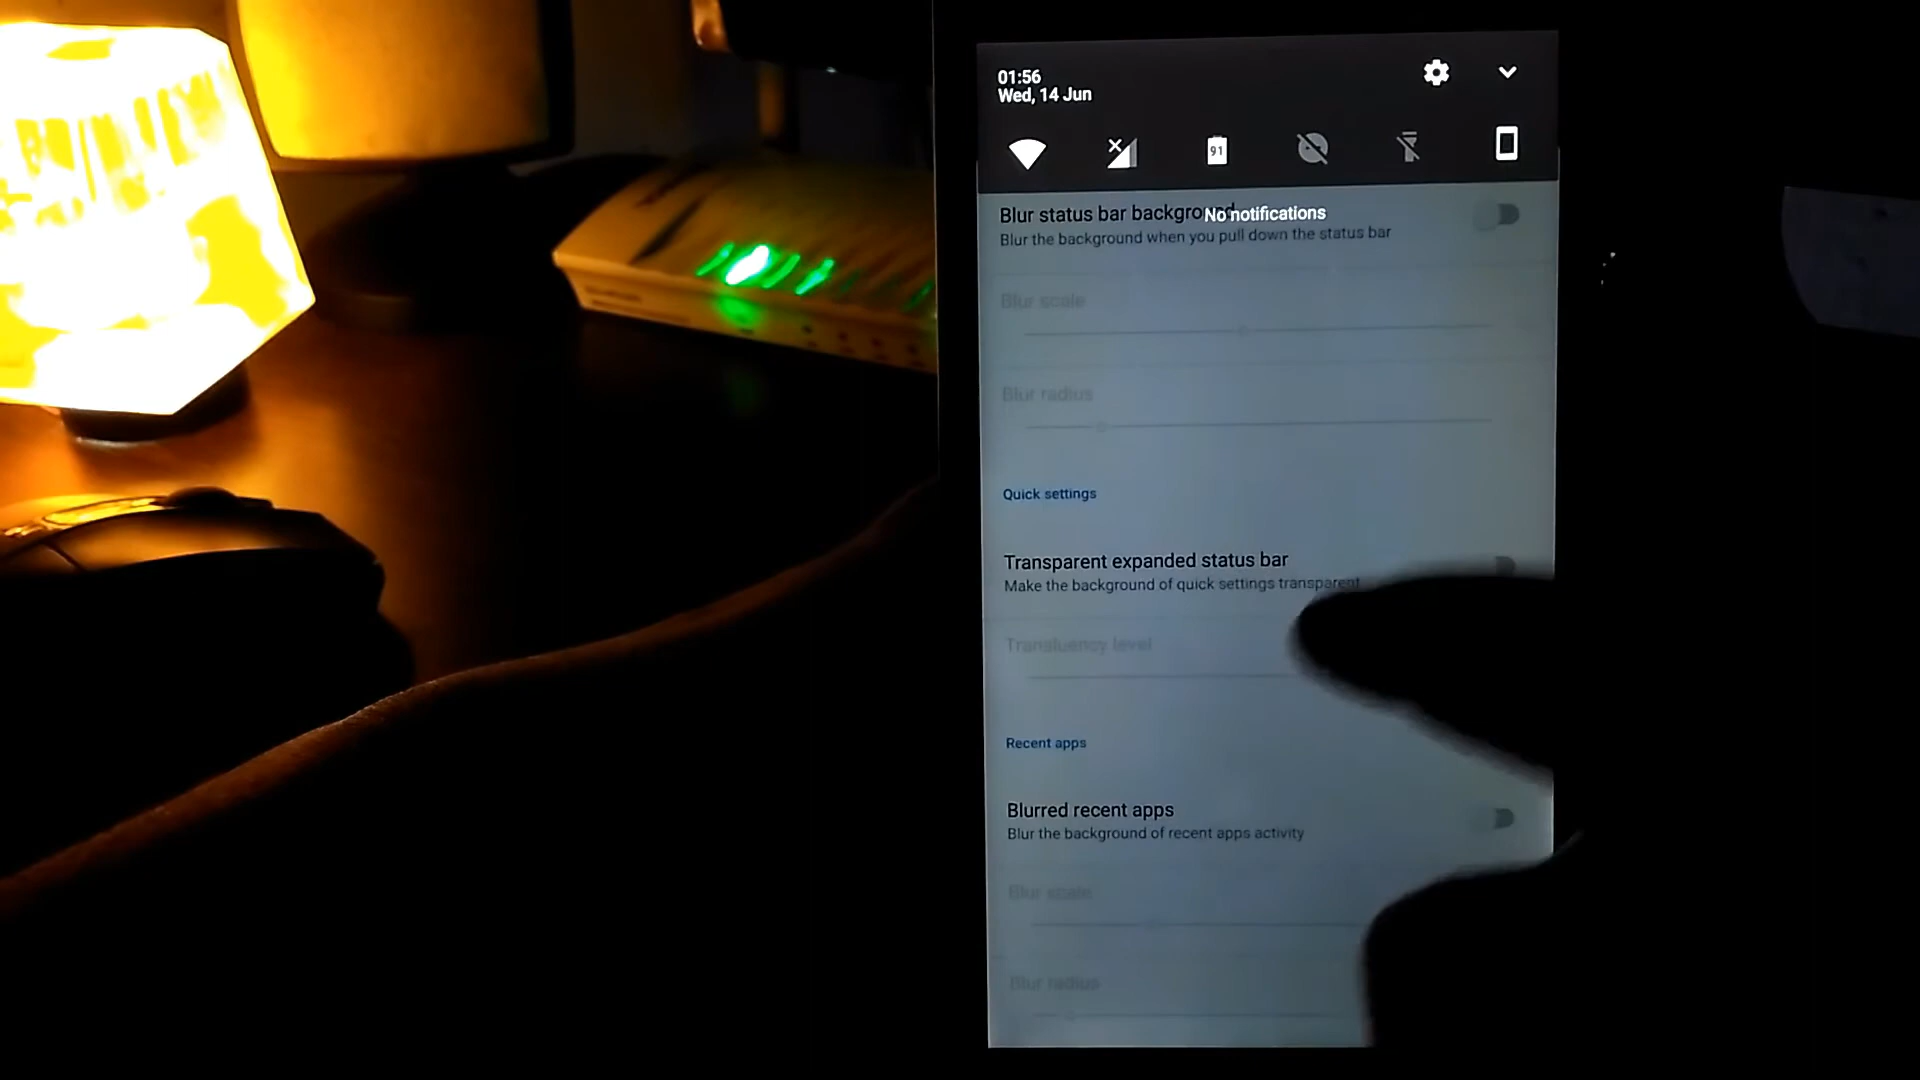 01:56
Wed, 14 Jun
91
Blur status bar
No notifications
Blur the background when you pull down the status bar
Blur scale
Blur radius
Quick settings
Transparent expanded status bar
Make the background of quick settings transparent
Transluency level
Recent apps
Blurred recent apps
Blur the background of recent apps activity
Blur scale
Blur radius